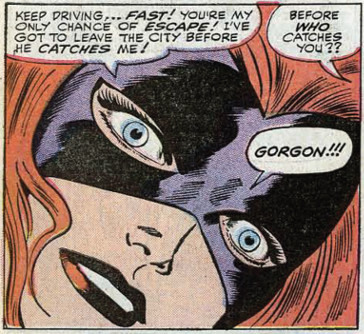 KEEP DRIVING... FAST! YOU'RE MY
ONLY CHANCE OF ESCAPE! I'VE
GOT TO LEAVE THE CITY BEFORE
HE CATCHES ME!
BEFORE
WHO
CATCHES
YOU??
GORGON!!!